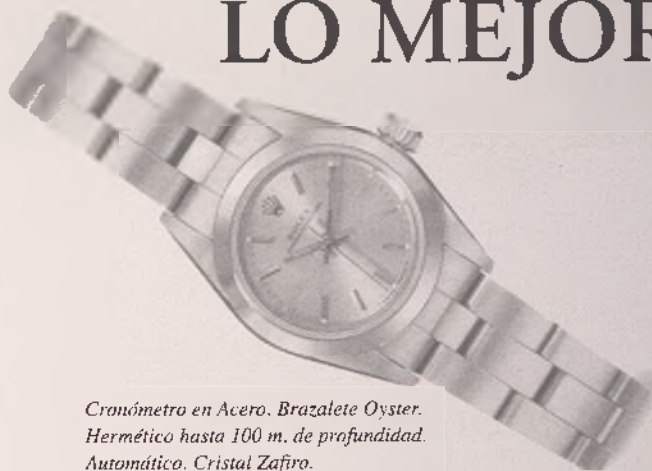 LO MEJOR
Cronómetro en Acero. Brazalete Oyster.
Hermético hasta 100 m. de profundidad.
Automático. Cristal Zafiro.